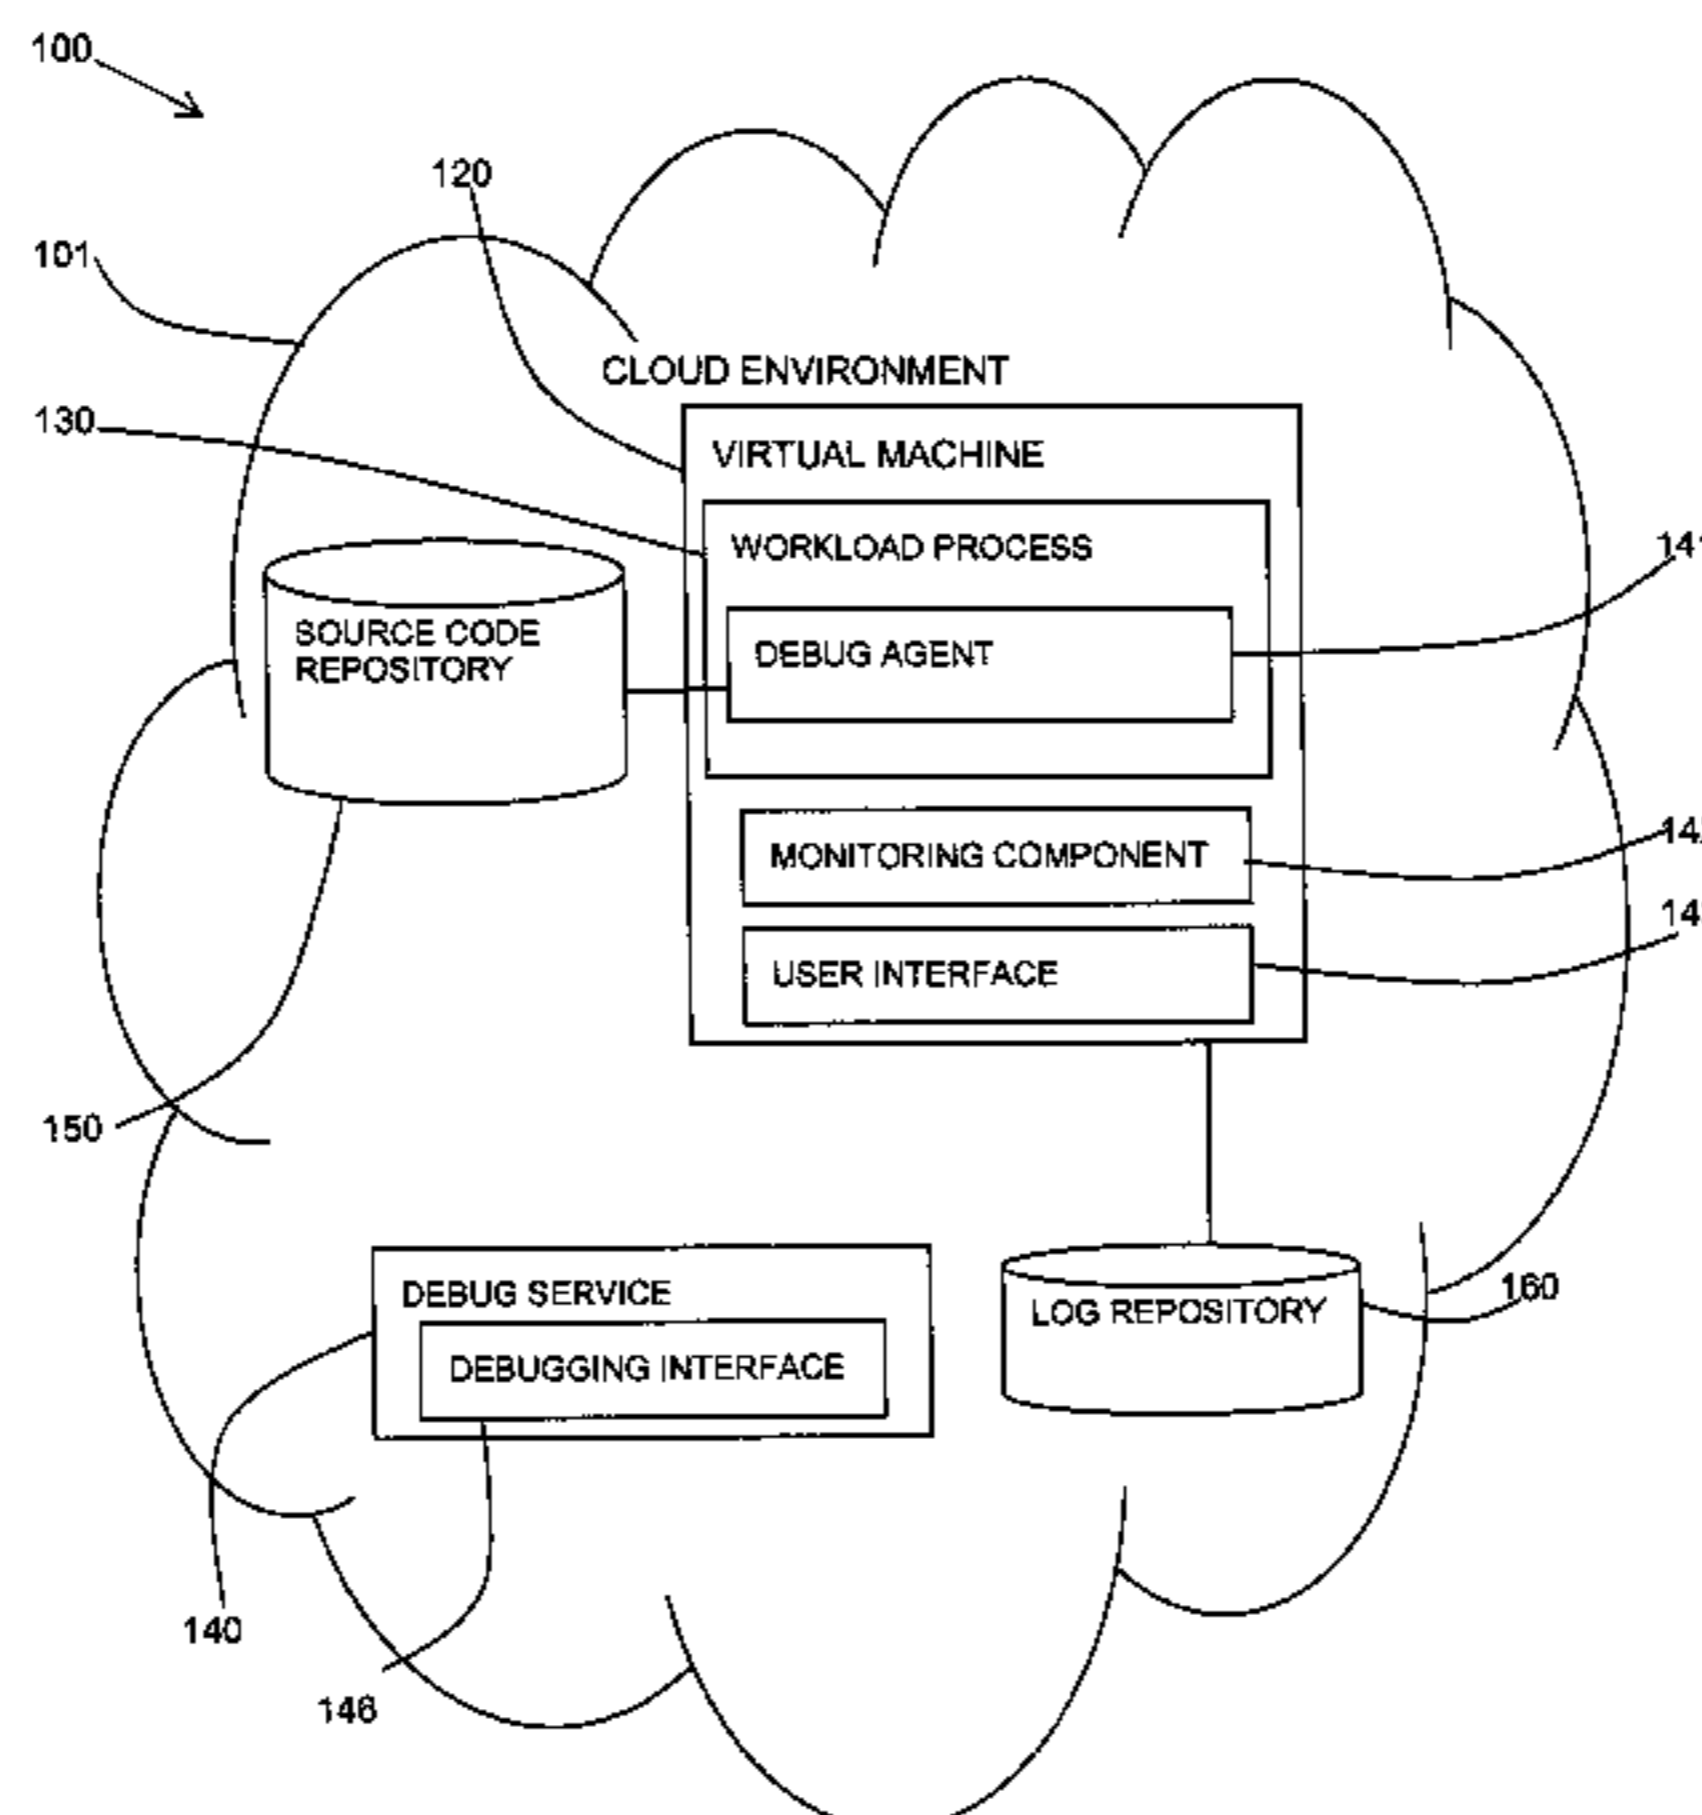 100
120
101
CLOUD ENVIRONMENT
130
VIRTUAL MACHINE
WORKLOAD PROCESS
141
SOURCE CODE
REPOSITORY
DEBUG AGENT
MONITORING COMPONENT
USER INTERFACE
150
DEBUG SERVICE
160
LOG REPOSITORY
DEBUGGING INTERFACE
140
146